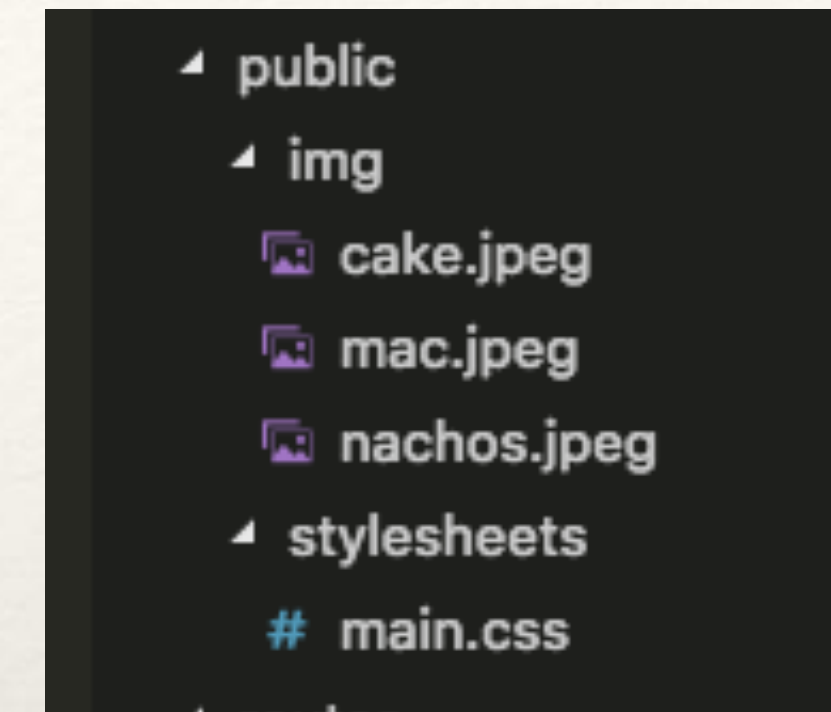 public
img
cake.jpeg
mac.jpeg
nachos.jpeg
stylesheets
# main.css